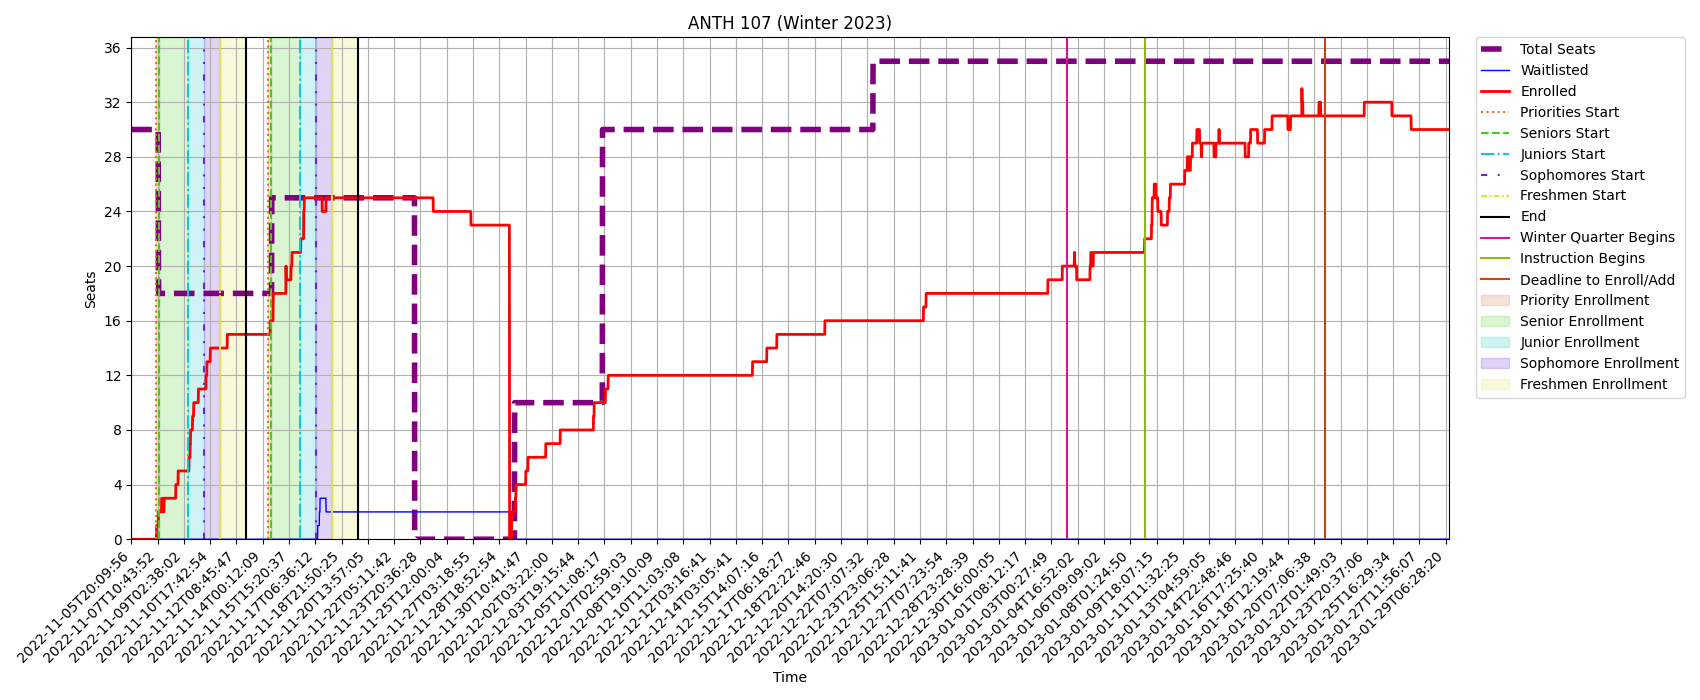 ANTH 107 (Winter 2023)
Seats
36
32
28
24
20
16
12
8
4
0
2022-11-05T20:09:56
2022-11-07T10:43:52
2022-11-09T02:38:02
2022-11-10T17:42:54
2022-11-12T08:45:47
2022-11-14T00:12:09
2022-11-15T15:20:37
2022-11-17T06:36:12
2022-11-18T21:50:25
2022-11-20T13:57:05
2022-11-22T05:11:42
2022-11-23T20:36:28
2022-11-25T12:00:04
2022-11-27T03:18:55
2022-11-28T18:52:54
2022-11-30T10:41:47
2022-12-02T03:22:00
2022-12-03T19:15:44
2022-12-05T11:08:17
2022-12-07T02:59:03
2022-12-08T19:10:09
2022-12-10T11:03:08
2022-12-12T03:16:41
2022-12-14T03:05:41
2022-12-15T14:07:16
2022-12-17T06:18:27
2022-12-18T22:22:46
2022-12-20T14:20:30
2022-12-22T07:07:32
2022-12-23T23:06:28
2022-12-25T15:11:41
2022-12-27T07:23:54
2022-12-28T23:28:39
2022-12-30T16:00:05
2023-01-01T08:12:17
2023-01-03T00:27:49
2023-01-04T16:52:02
2023-01-06T09:09:02
2023-01-08T01:24:50
2023-01-09T18:07:15
2023-01-11T11:32:25
2023-01-13T04:59:05
2023-01-14T22:48:46
2023-01-16T17:25:40
2023-01-18T12:19:44
2023-01-20T07:06:38
2023-01-22T01:49:03
2023-01-23T20:37:06
2023-01-25T16:29:34
2023-01-27T11:56:07
2023-01-29T06:28:20
Time
Total Seats
Waitlisted
Enrolled
Priorities Start
Seniors Start
Juniors Start
Sophomores Start
Freshmen Start
End
Winter Quarter Begins
Instruction Begins
Deadline to Enroll/Add
Priority Enrollment
Senior Enrollment
Junior Enrollment
Sophomore Enrollment
Freshmen Enrollment